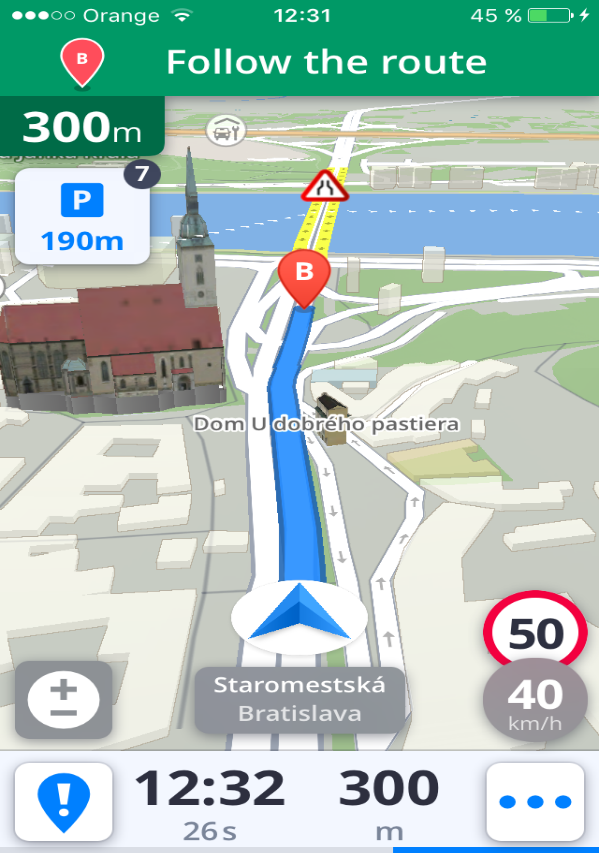 Orange 12:31 45 %
B Follow the route
300m
7
P
190m
B
Dom U dobrého pastiera
50
Staromestská
Bratislava
40
km/h
12:32 300
26 s m